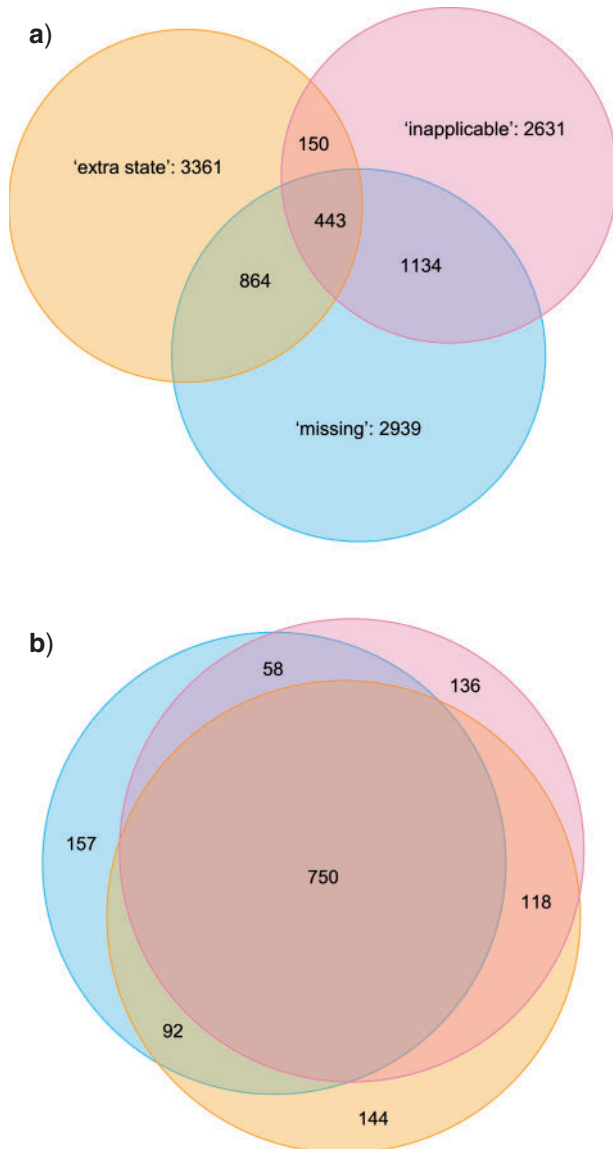 a)
'extra state': 3361
150
'inapplicable': 2631
443
864
1134
'missing': 2939
b)
58
136
157
750
118
92
144